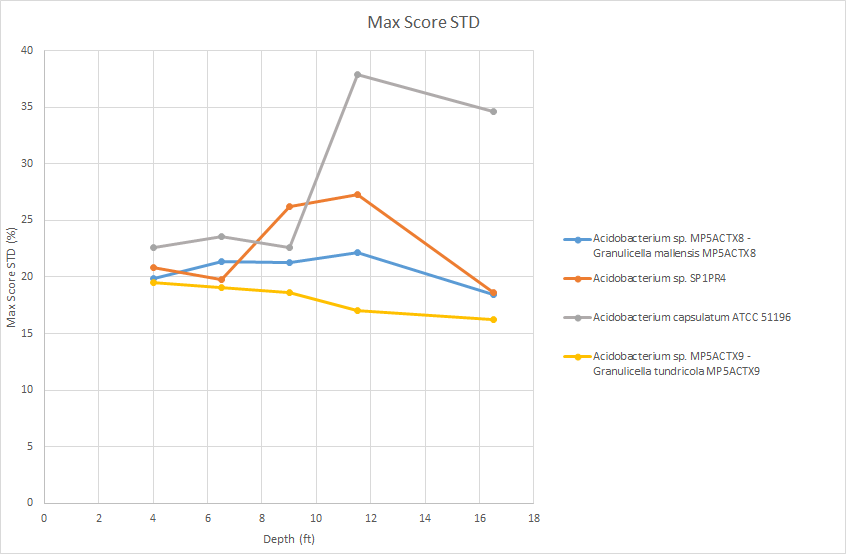 Max Score STD
40
35
30
25
20
15
10
5
0
Max Score STD (%)
0 2 4 6 8 10 12 14 16 18
Depth (ft)
Acidobacterium sp. MP5ACTX8 -
Granulicella mallensis MP5ACTX8
Acidobacterium sp. SP1PR4
Acidobacterium capsulatum ATCC 51196
Acidobacterium sp. MP5ACTX9 -
Granulicella tundricola MP5ACTX9